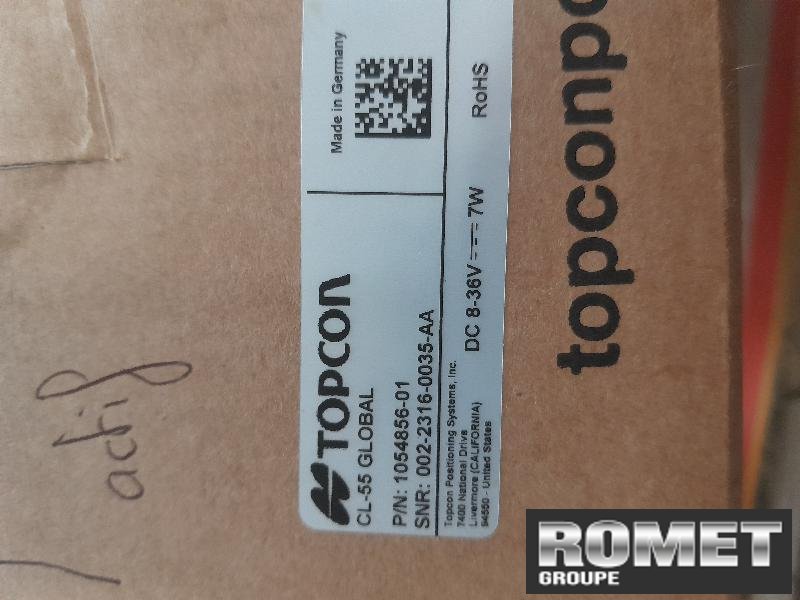 TOPCON
Made in Germany
CL-55 GLOBAL
P/N: 1054856-01
SNR: 002-2316-0035-AA
Topcon Positioning Systems, Inc.
7400 National Drive
Livermore (CALIFORNIA)
94550 - United States
DC 8-36V 7W
RoHS
topconpo
actif
ROMET
GROUPE